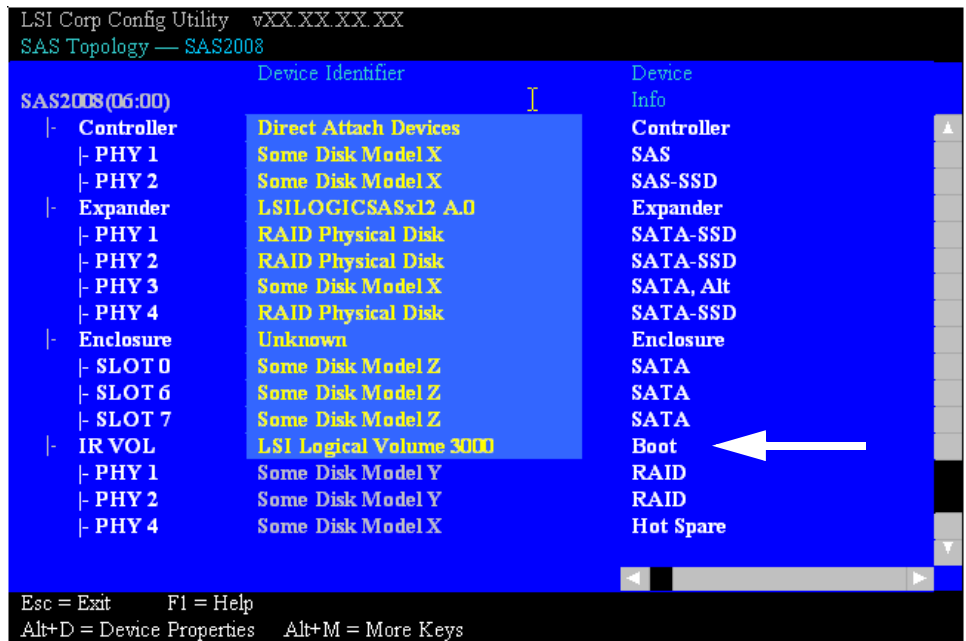 LSI Corp Config Utility vXX.XX.XX.XX
SAS Topology — SAS2008
Device Identifier Device
SAS2008(06:00) Info
|- Controller Direct Attach Devices Controller
|- PHY 1 Some Disk Model X SAS
|- PHY 2 Some Disk Model X SAS-SSD
|- Expander LSILOGICSASx12 A.0 Expander
|- PHY 1 RAID Physical Disk SATA-SSD
|- PHY 2 RAID Physical Disk SATA-SSD
|- PHY 3 Some Disk Model X SATA, Alt
|- PHY 4 RAID Physical Disk SATA-SSD
|- Enclosure Unknown Enclosure
|- SLOT 0 Some Disk Model Z SATA
|- SLOT 6 Some Disk Model Z SATA
|- SLOT 7 Some Disk Model Z SATA
|- IR VOL LSI Logical Volume 3000 Boot
|- PHY 1 Some Disk Model Y RAID
|- PHY 2 Some Disk Model Y RAID
|- PHY 4 Some Disk Model X Hot Spare
Esc = Exit F1 = Help
Alt+D = Device Properties Alt+M = More Keys